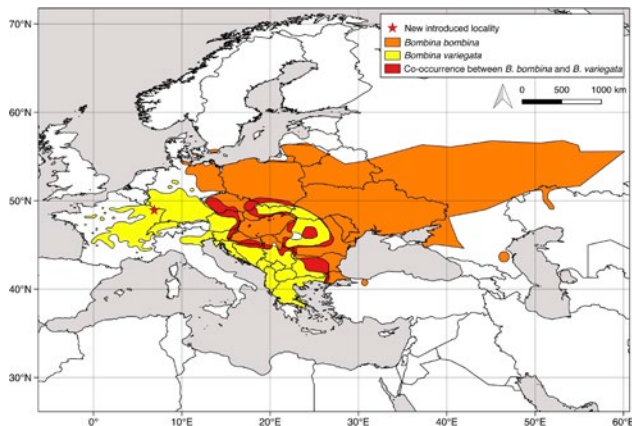 ★ New introduced locality
Bombina bombina
Bombina variegata
Co-occurrence between B. bombina and B. variegata
0 500 1000 km
70°N
60°N
50°N
40°N
30°N
0° 10°E 20°E 30°E 40°E 50°E 60°E